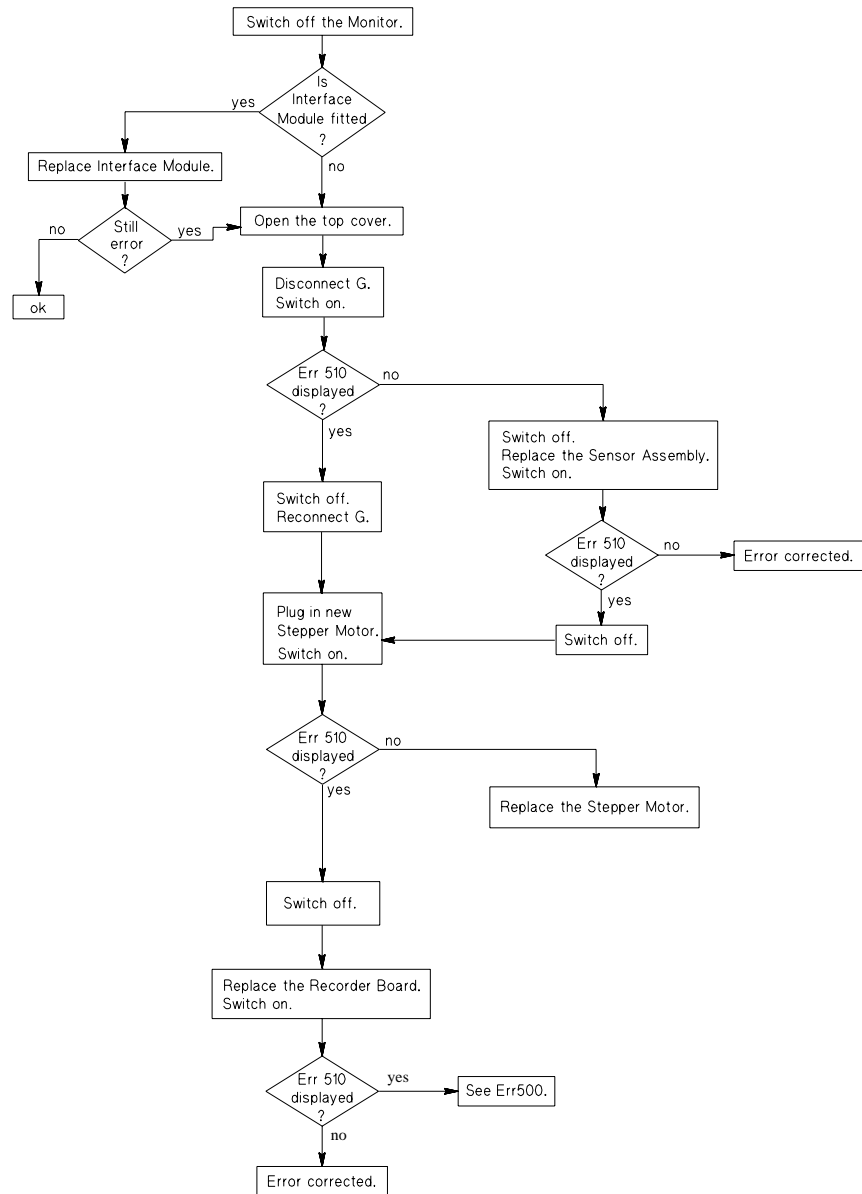 Switch off the Monitor.
Is
Interface
Module fitted
?
yes
no
Replace Interface Module.
Still
error
?
no
yes
Open the top cover.
ok
Disconnect G.
Switch on.
Err 510
displayed
?
no
yes
Switch off.
Replace the Sensor Assembly.
Switch on.
Switch off.
Reconnect G.
Err 510
displayed
?
no
Error corrected.
yes
Plug in new
Stepper Motor.
Switch on.
Switch off.
Err 510
displayed
?
no
yes
Replace the Stepper Motor.
Switch off.
Replace the Recorder Board.
Switch on.
Err 510
displayed
?
yes
See Err500.
no
Error corrected.